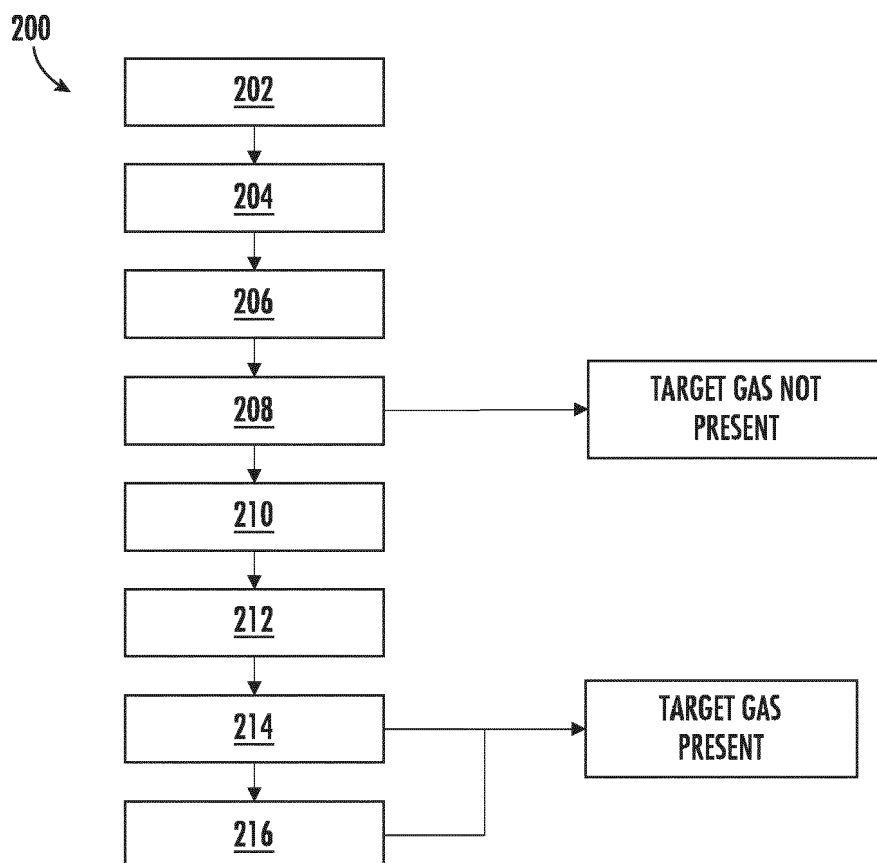 200
202
204
206
208
TARGET GAS NOT
PRESENT
210
212
214
TARGET GAS
PRESENT
216